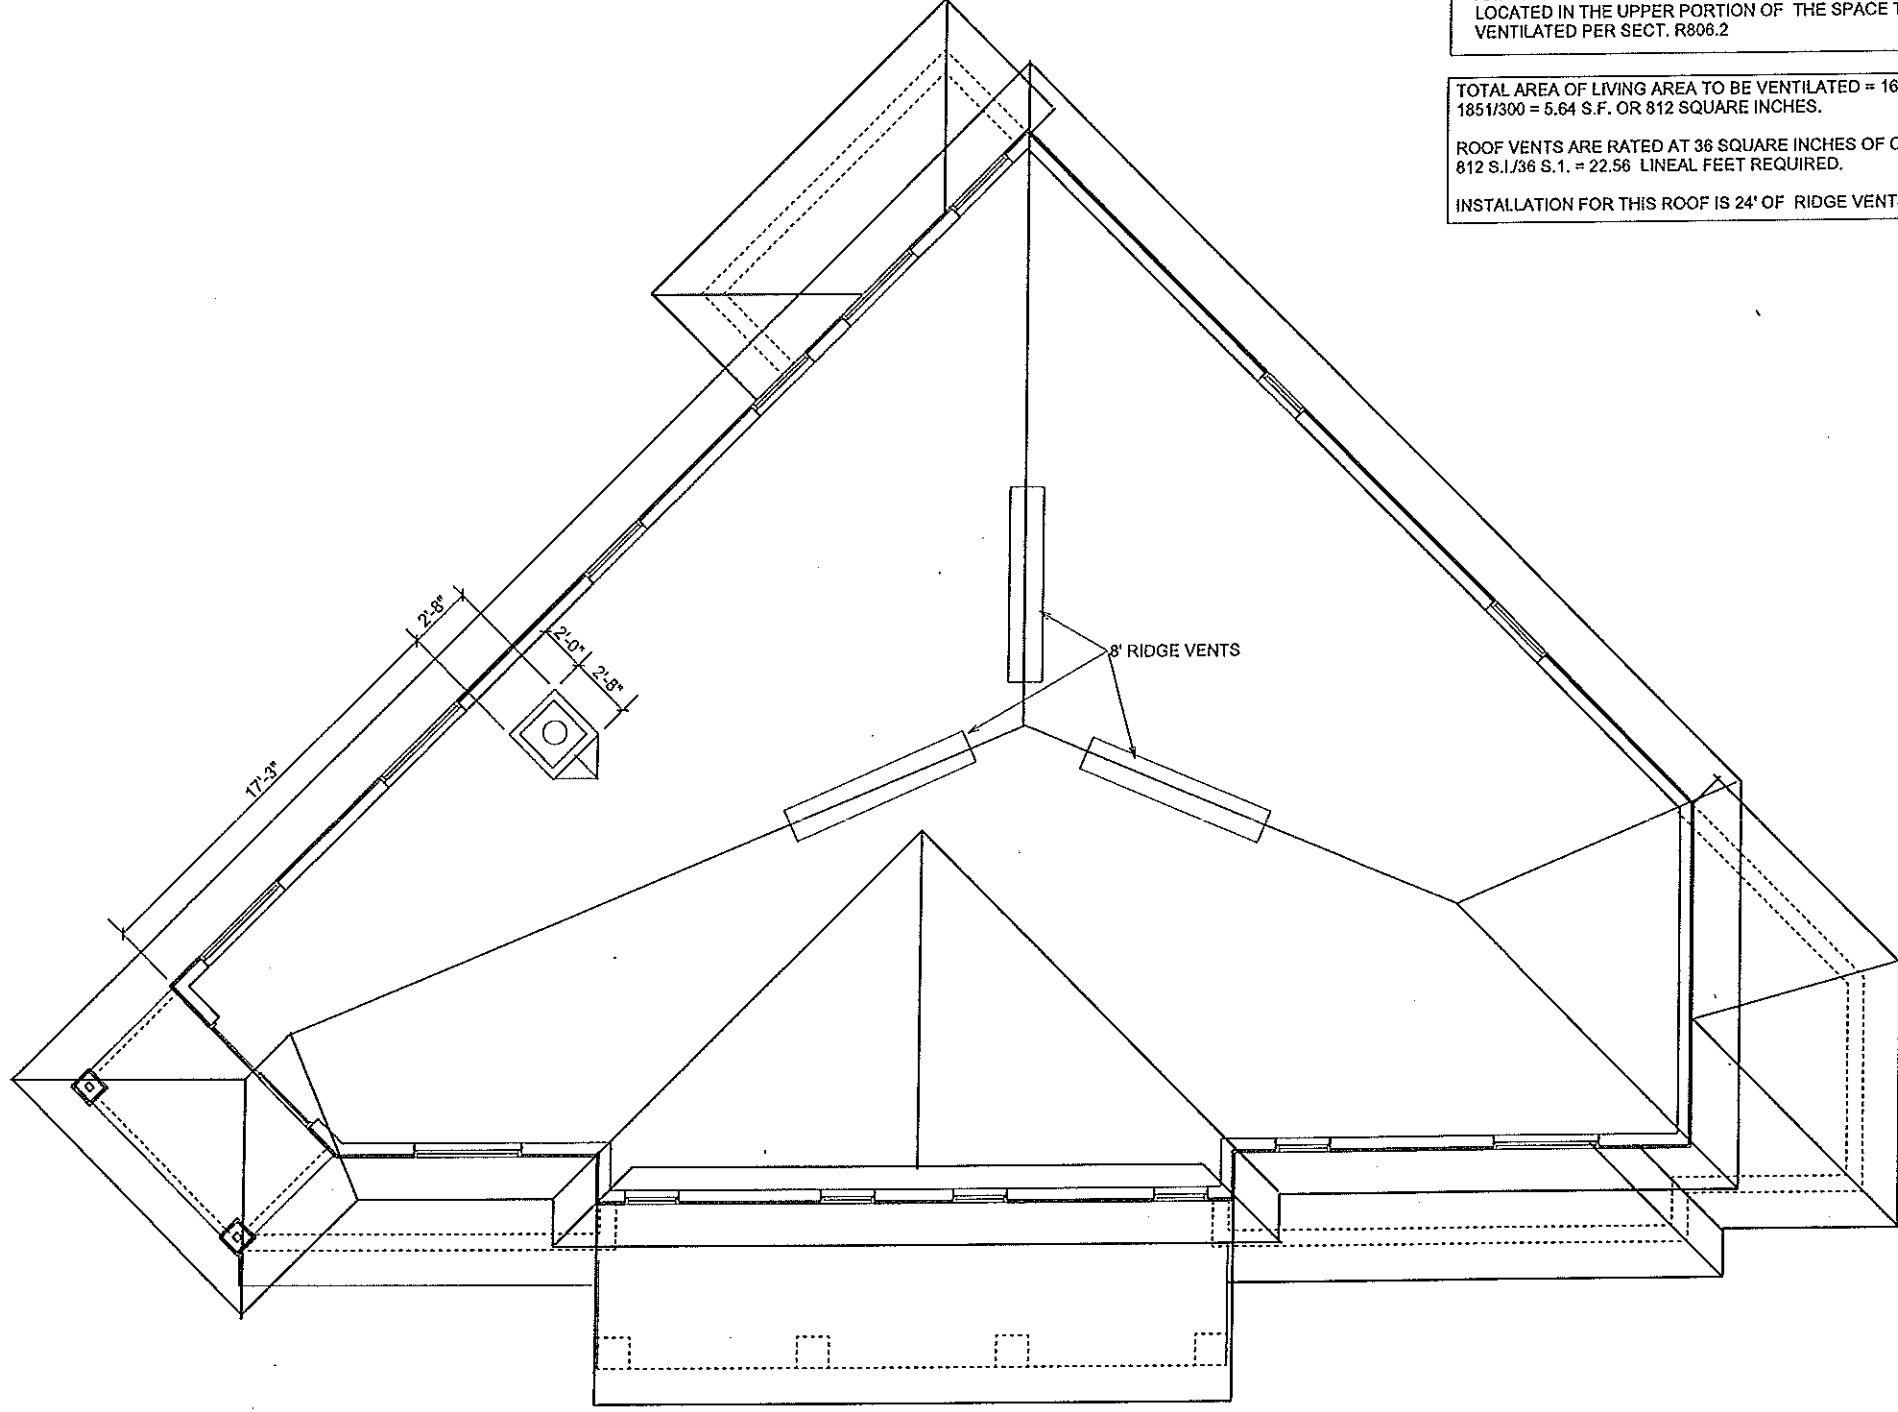 LOCATED IN THE UPPER PORTION OF THE SPACE
VENTILATED PER SECT. R806.2
TOTAL AREA OF LIVING AREA TO BE VENTILATED = 16
1851/300 = 5.64 S.F. OR 812 SQUARE INCHES.
ROOF VENTS ARE RATED AT 36 SQUARE INCHES OF
812 S.I./36 S.1. = 22.56 LINEAL FEET REQUIRED.
INSTALLATION FOR THIS ROOF IS 24' OF RIDGE VENT
2'-8"
2'-0"
2'-8"
8' RIDGE VENTS
17'-3"